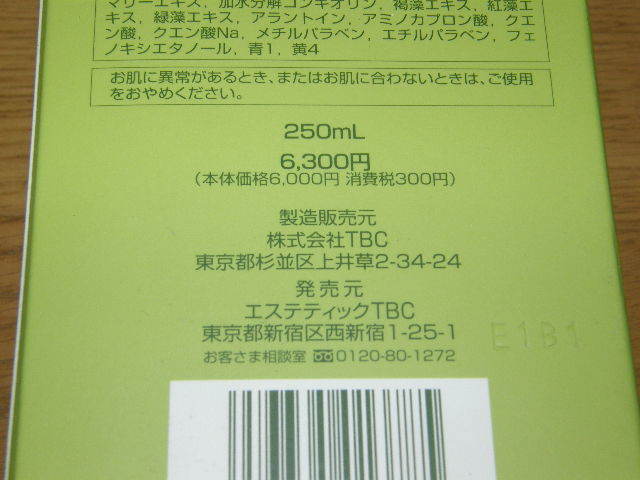 マリーエキス、加水分解コンキオリン、褐藻エキス、紅藻エ
キス、緑藻エキス、アラントイン、アミノカプロン酸、クエ
ン酸、クエン酸Na、メチルパラベン、エチルパラベン、フェ
ノキシエタノール、青1、黄4
お肌に異常があるとき、またはお肌に合わないときは、ご使用
をおやめください。
250mL
6,300円
(本体価格6,000円 消費税300円)
製造販売元
株式会社TBC
東京都杉並区上井草2-34-24
発売元
エステティックTBC
東京都新宿区西新宿1-25-1
お客さま相談室 0120-80-1272
E1B1